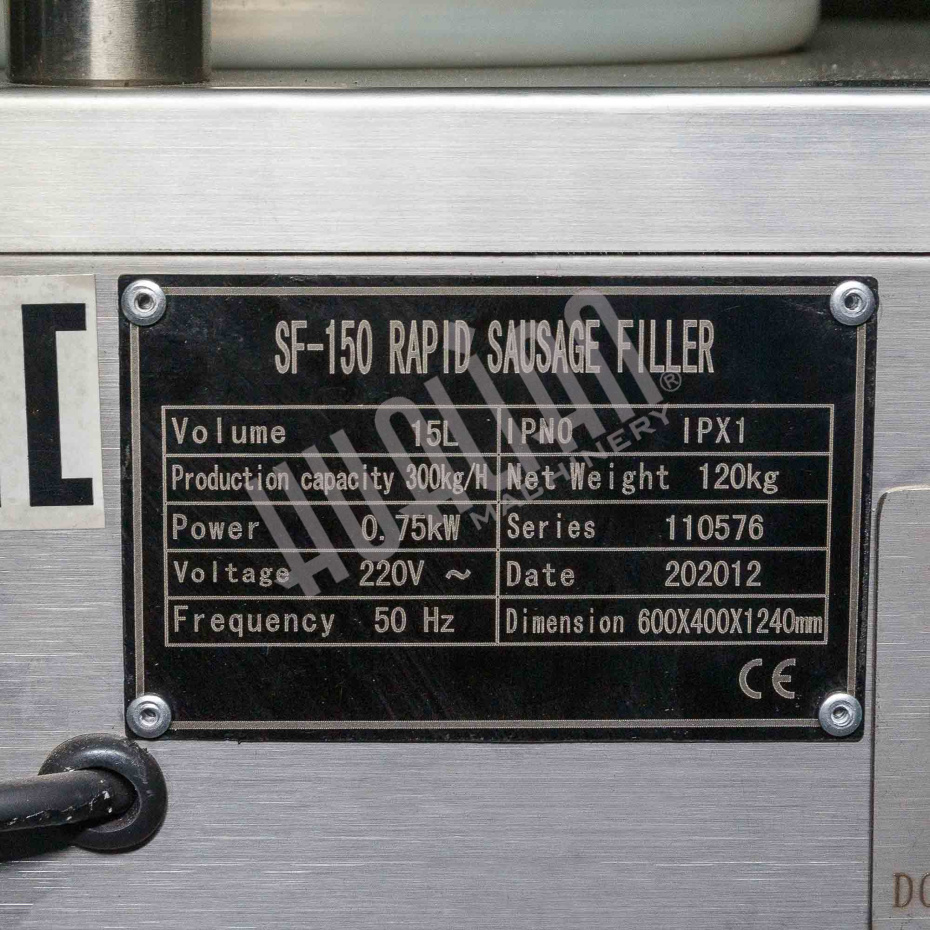 SF-150 RAPID SAUSAGE FILLER
Volume 15L IPNO IPX1
Production capacity 300kg/H Net Weight 120kg
Power 0.75kW Series 110576
Voltage 220V ~ Date 202012
Frequency 50 Hz Dimension 600X400X1240mm
CE
HUALIAN®
MACHINERY